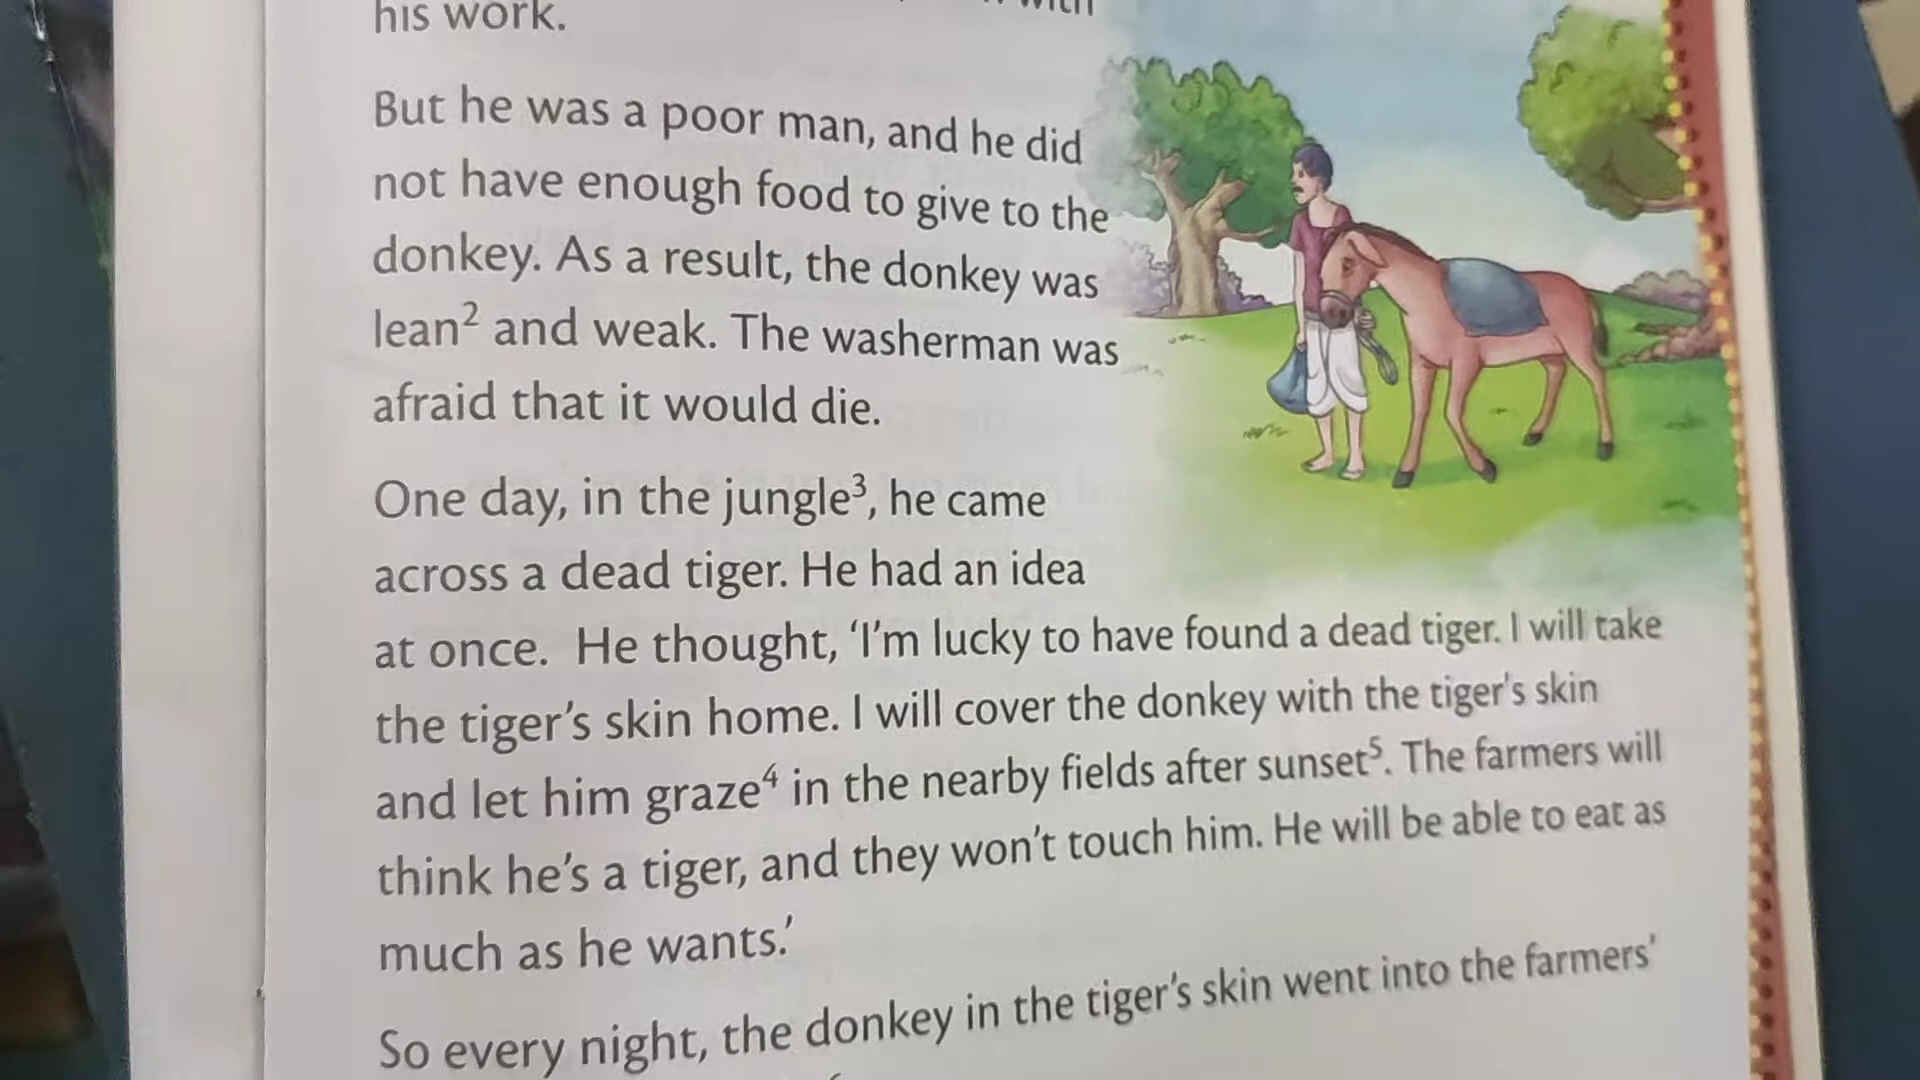 with
his work.
But he was a poor man, and he did
not have enough food to give to the
donkey. As a result, the donkey was
lean² and weak. The washerman was
afraid that it would die.
One day, in the jungle³, he came
across a dead tiger. He had an idea
at once. He thought, ‘I’m lucky to have found a dead tiger. I will take
the tiger’s skin home. I will cover the donkey with the tiger’s skin
and let him graze⁴ in the nearby fields after sunset⁵. The farmers will
think he’s a tiger, and they won’t touch him. He will be able to eat as
much as he wants.’
So every night, the donkey in the tiger’s skin went into the farmers’